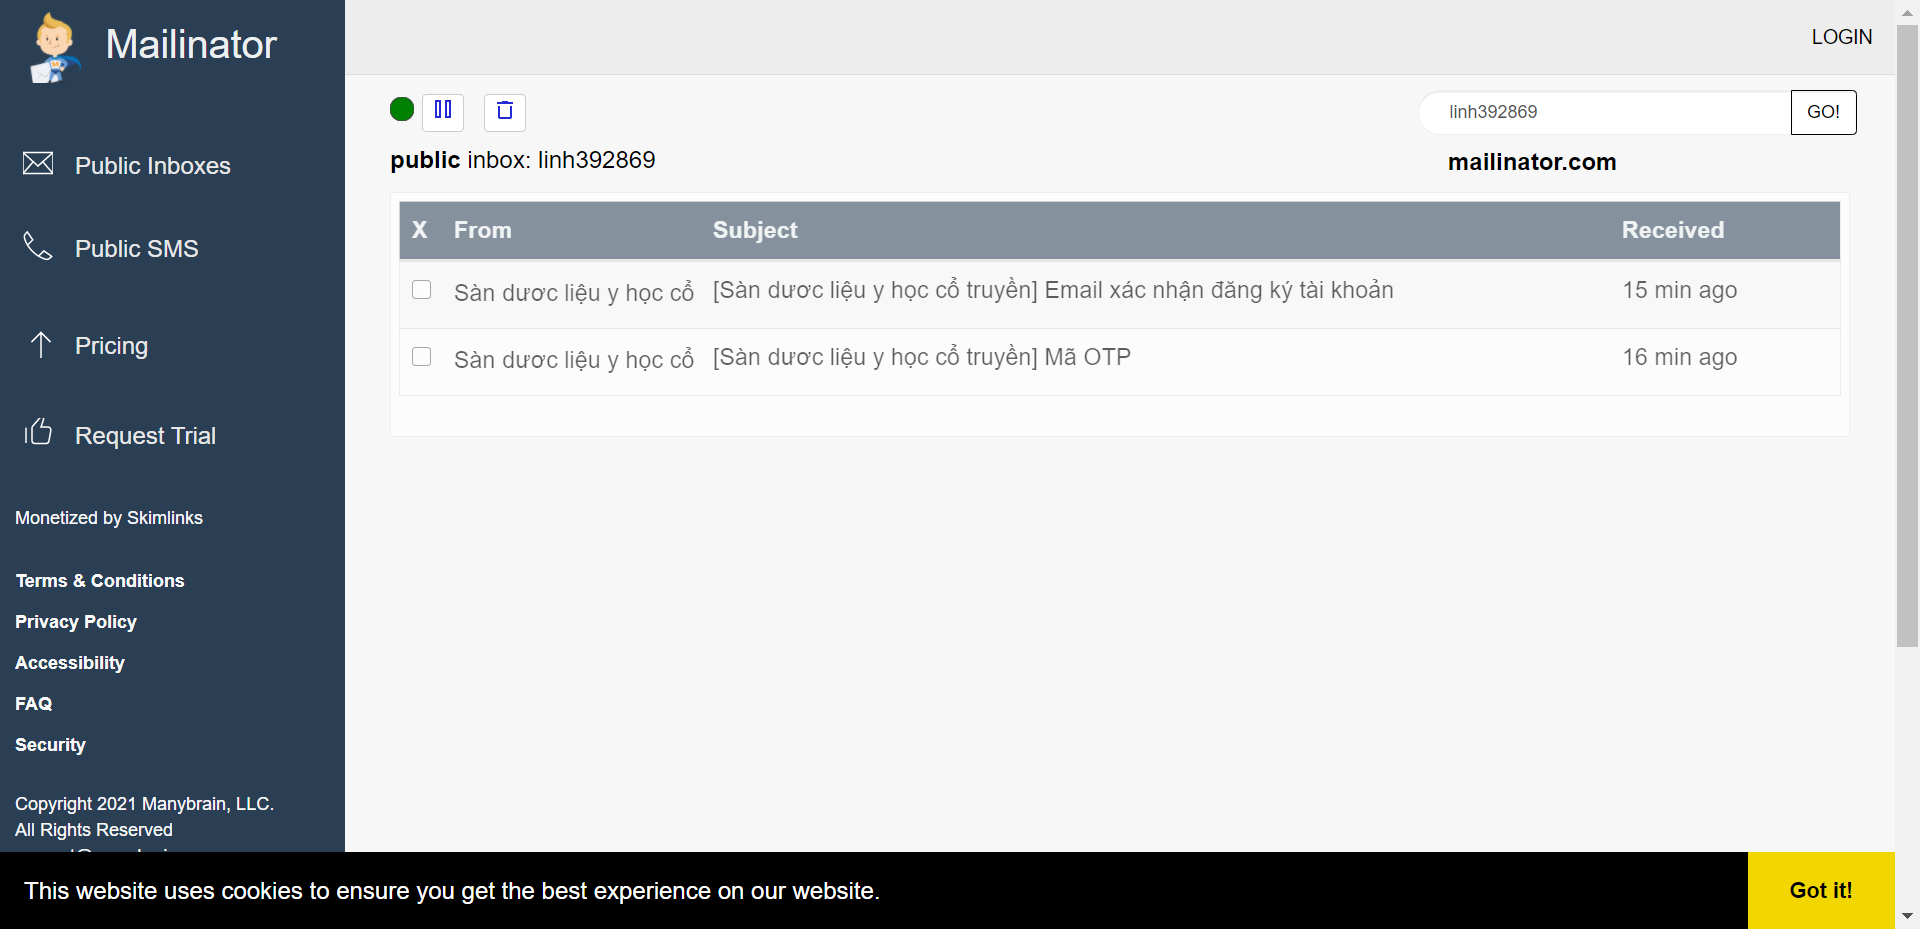 Mailinator
LOGIN
linh392869
GO!
public inbox: linh392869
mailinator.com
Public Inboxes
Public SMS
Pricing
Request Trial
Monetized by Skimlinks
Terms & Conditions
Privacy Policy
Accessibility
FAQ
Security
Copyright 2021 Manybrain, LLC.
All Rights Reserved
X From Subject Received
Sàn dươc liệu y học cổ [Sàn dươc liệu y học cổ truyền] Email xác nhận đăng ký tài khoản 15 min ago
Sàn dươc liệu y học cổ [Sàn dươc liệu y học cổ truyền] Mã OTP 16 min ago
This website uses cookies to ensure you get the best experience on our website.
Got it!